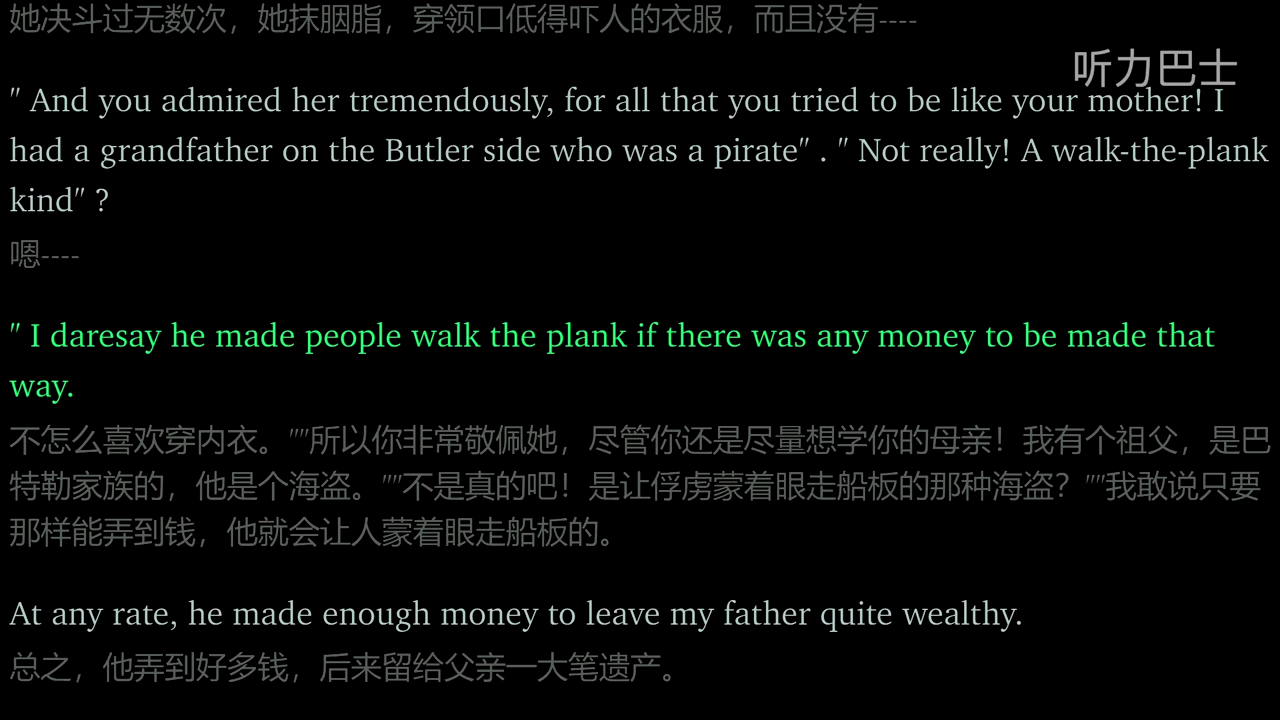 她决斗过无数次，她抹胭脂，穿领口低得吓人的衣服，而且没有----
听力巴士
" And you admired her tremendously, for all that you tried to be like your mother! I
had a grandfather on the Butler side who was a pirate" . " Not really! A walk-the-plank
kind" ?
嗯----
" I daresay he made people walk the plank if there was any money to be made that
way.
不怎么喜欢穿内衣。""所以你非常敬佩她，尽管你还是尽量想学你的母亲！我有个祖父，是巴
特勒家族的，他是个海盗。""不是真的吧！是让俘虏蒙着眼走船板的那种海盗？""我敢说只要
那样能弄到钱，他就会让人蒙着眼走船板的。
At any rate, he made enough money to leave my father quite wealthy.
总之，他弄到好多钱，后来留给父亲一大笔遗产。